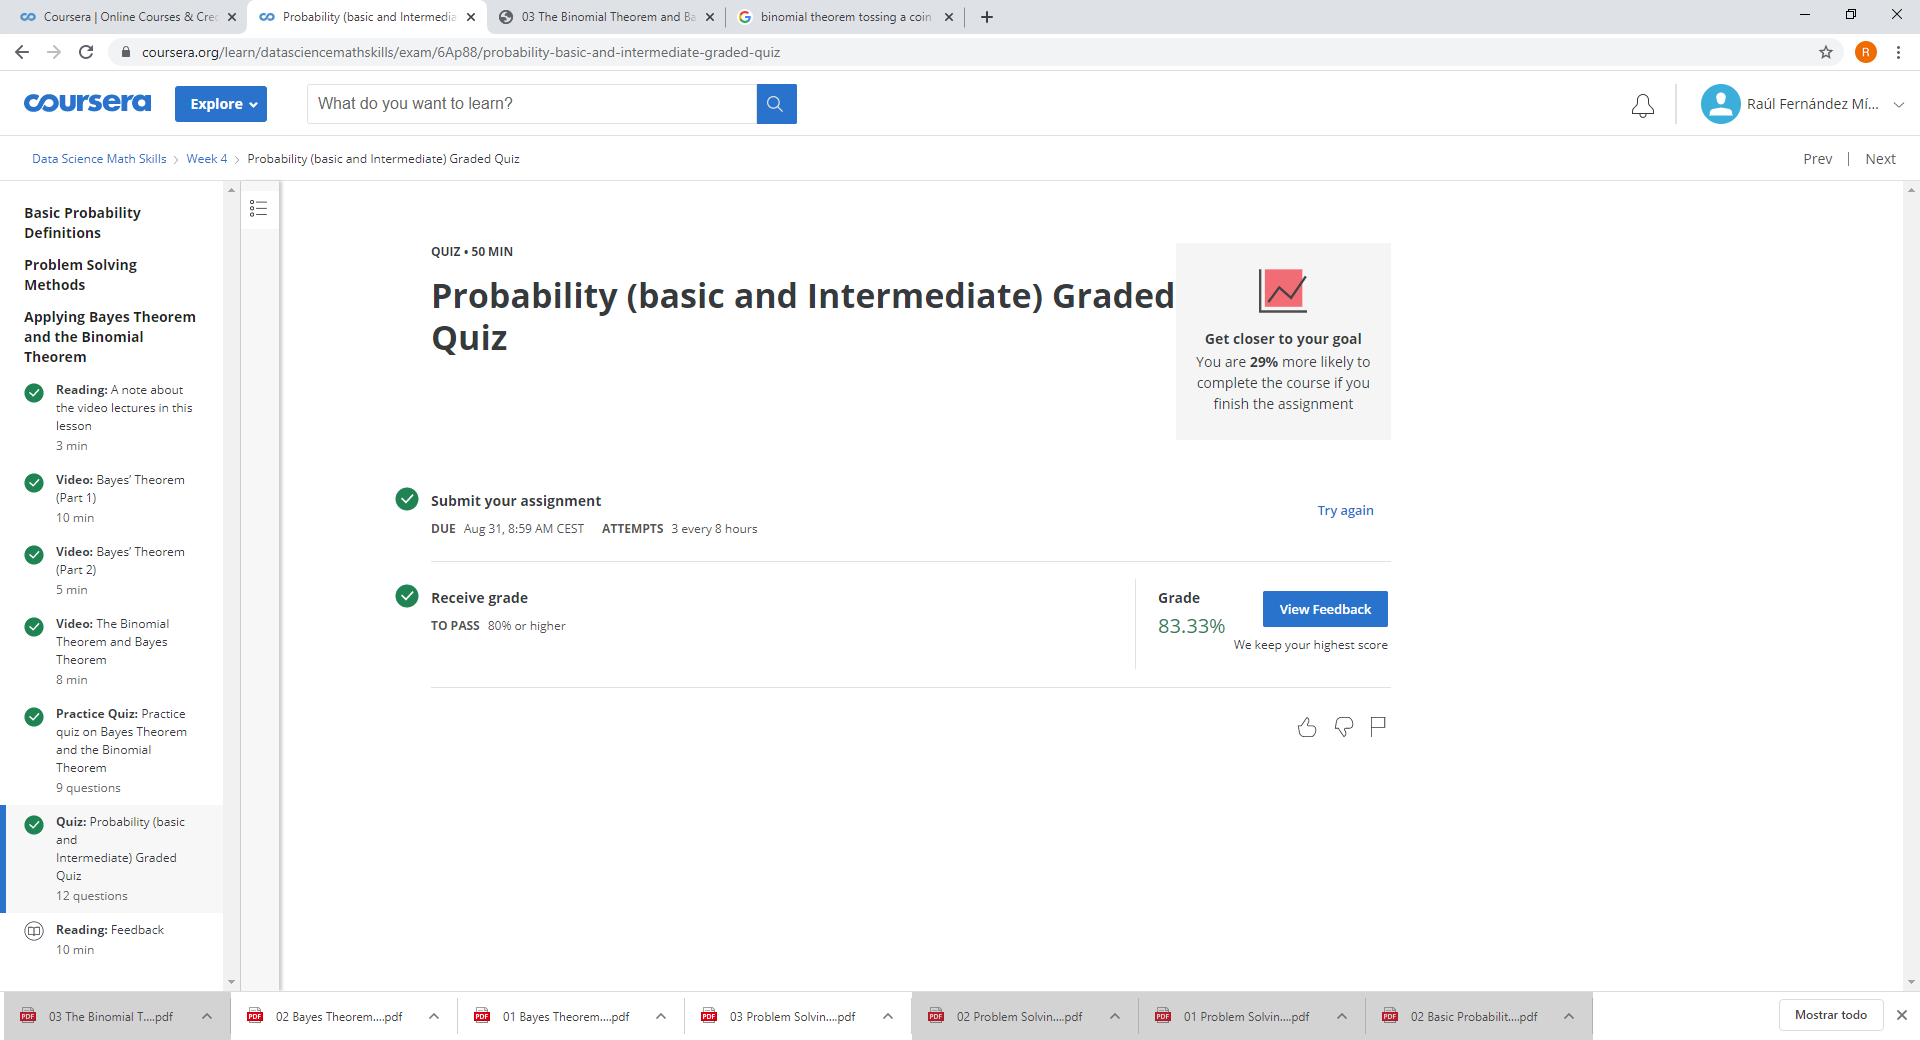 Coursera | Online Courses & Cre
Probability (basic and Intermedia
03 The Binomial Theorem and Ba
binomial theorem tossing a coin
coursera.org/learn/datasciencemathskills/exam/6Ap88/probability-basic-and-intermediate-graded-quiz
R
coursera
Explore
What do you want to learn?
Raúl Fernández Mí...
Data Science Math Skills
Week 4
Probability (basic and Intermediate) Graded Quiz
Prev | Next
Basic Probability
Definitions
Problem Solving
Methods
Applying Bayes Theorem
and the Binomial
Theorem
Reading: A note about
the video lectures in this
lesson
3 min
Video: Bayes’ Theorem
(Part 1)
10 min
Video: Bayes’ Theorem
(Part 2)
5 min
Video: The Binomial
Theorem and Bayes
Theorem
8 min
Practice Quiz: Practice
quiz on Bayes Theorem
and the Binomial
Theorem
9 questions
Quiz: Probability (basic
and
Intermediate) Graded
Quiz
12 questions
Reading: Feedback
10 min
QUIZ • 50 MIN
Probability (basic and Intermediate) Graded
Quiz
Get closer to your goal
You are 29% more likely to
complete the course if you
finish the assignment
Submit your assignment
DUE Aug 31, 8:59 AM CEST ATTEMPTS 3 every 8 hours
Try again
Receive grade
TO PASS 80% or higher
Grade
83.33%
View Feedback
We keep your highest score
03 The Binomial T....pdf
02 Bayes Theorem....pdf
01 Bayes Theorem....pdf
03 Problem Solvin....pdf
02 Problem Solvin....pdf
01 Problem Solvin....pdf
02 Basic Probabilit....pdf
Mostrar todo